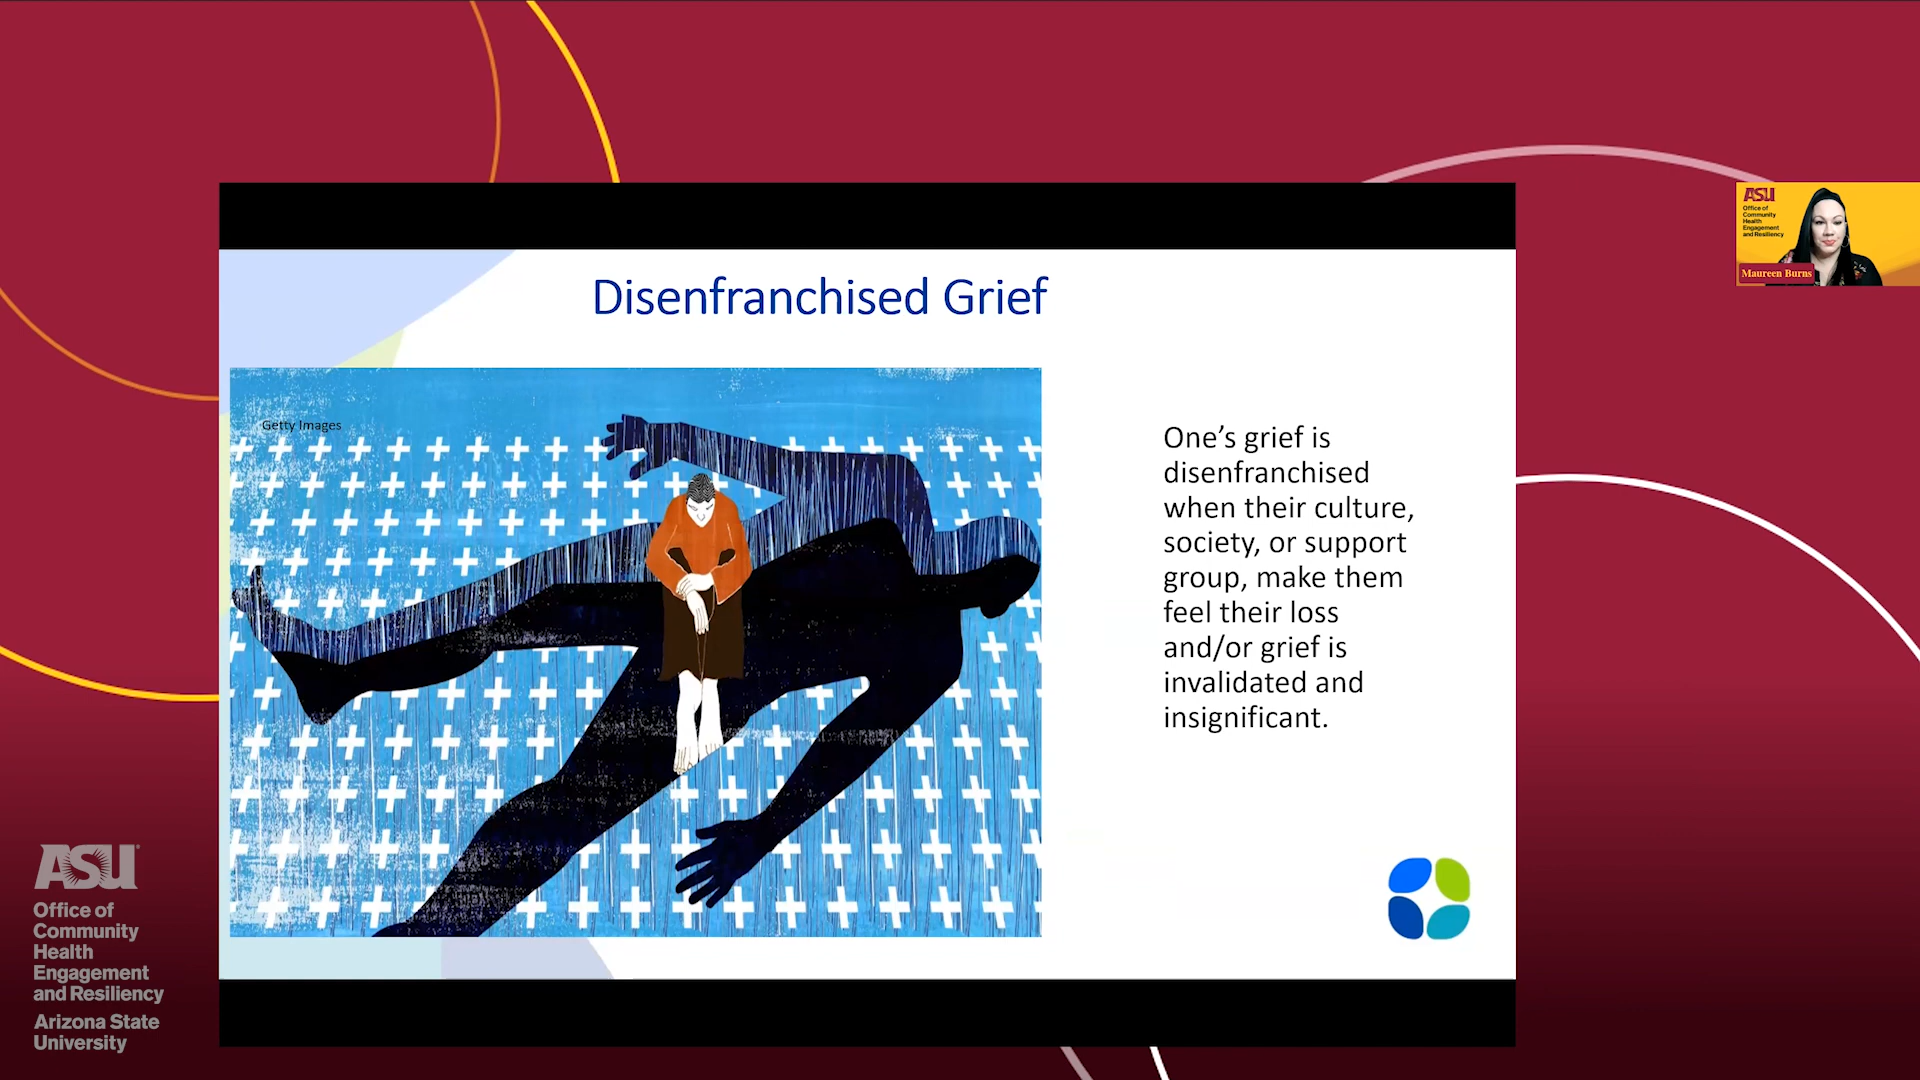 Disenfranchised Grief
Getty Images
One’s grief is
disenfranchised
when their culture,
society, or support
group, make them
feel their loss
and/or grief is
invalidated and
insignificant.
ASU
Office of
Community
Health
Engagement
and Resiliency
Maureen Burns
ASU
Office of
Community
Health
Engagement
and Resiliency
Arizona State
University